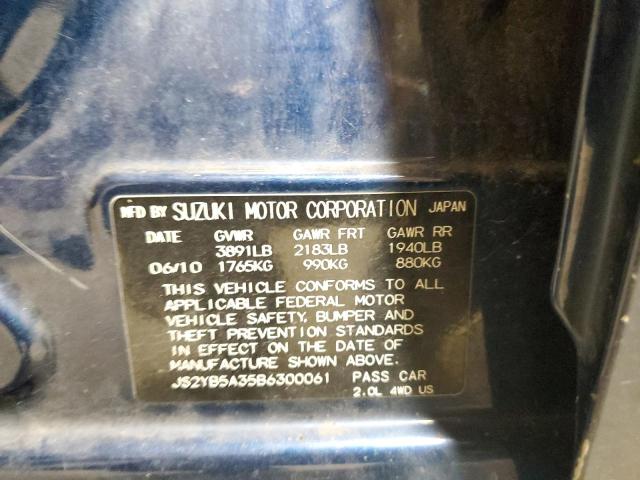 MFD BY SUZUKI MOTOR CORPORATION JAPAN
DATE GVWR GAWR FRT GAWR RR
3891LB 2183LB 1940LB
06/10 1765KG 990KG 880KG
THIS VEHICLE CONFORMS TO ALL
APPLICABLE FEDERAL MOTOR
VEHICLE SAFETY, BUMPER AND
THEFT PREVENTION STANDARDS
IN EFFECT ON THE DATE OF
MANUFACTURE SHOWN ABOVE.
JS2YB5A35B6300061 PASS CAR
2.0L 4WD US